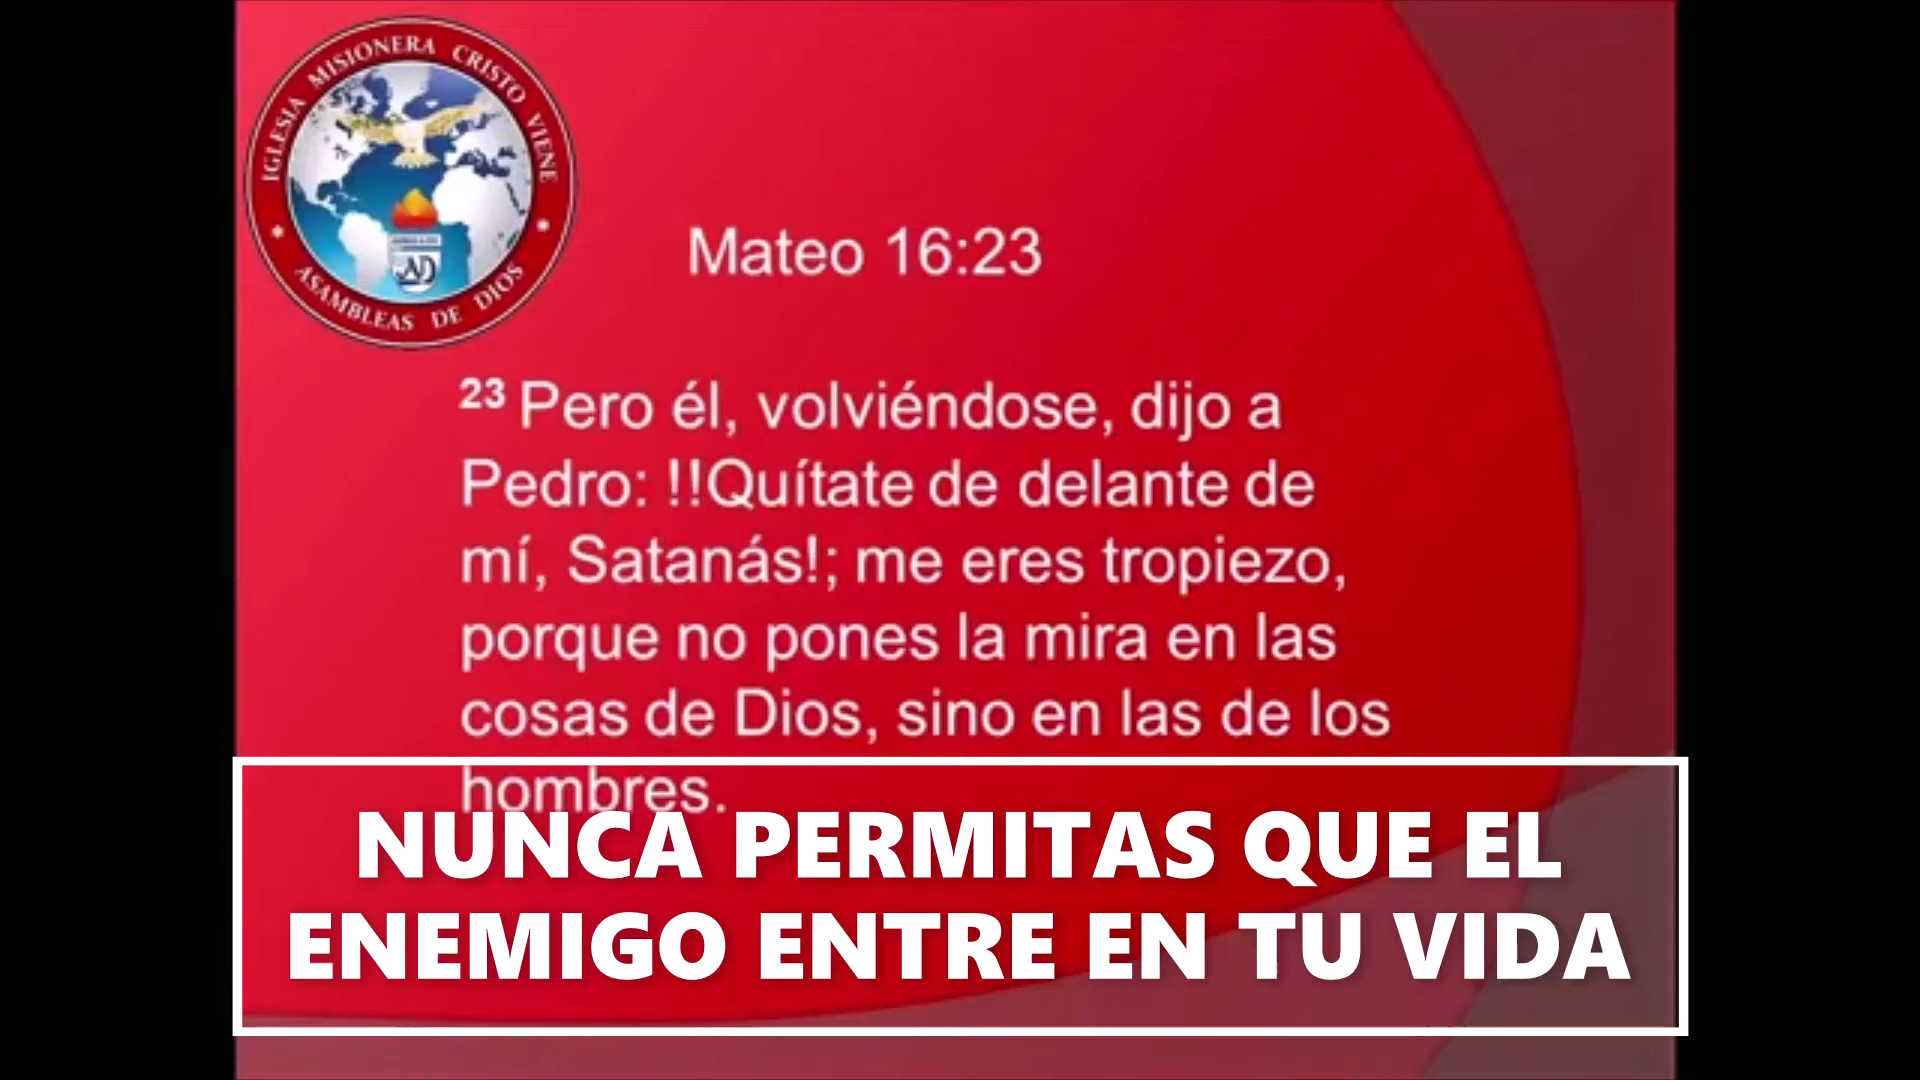 IGLESIA MISIONERA CRISTO VIENE
ASAMBLEAS DE DIOS
AD
Mateo 16:23
23 Pero él, volviéndose, dijo a
Pedro: !!Quítate de delante de
mí, Satanás!; me eres tropiezo,
porque no pones la mira en las
cosas de Dios, sino en las de los
hombres.
NUNCA PERMITAS QUE EL
ENEMIGO ENTRE EN TU VIDA